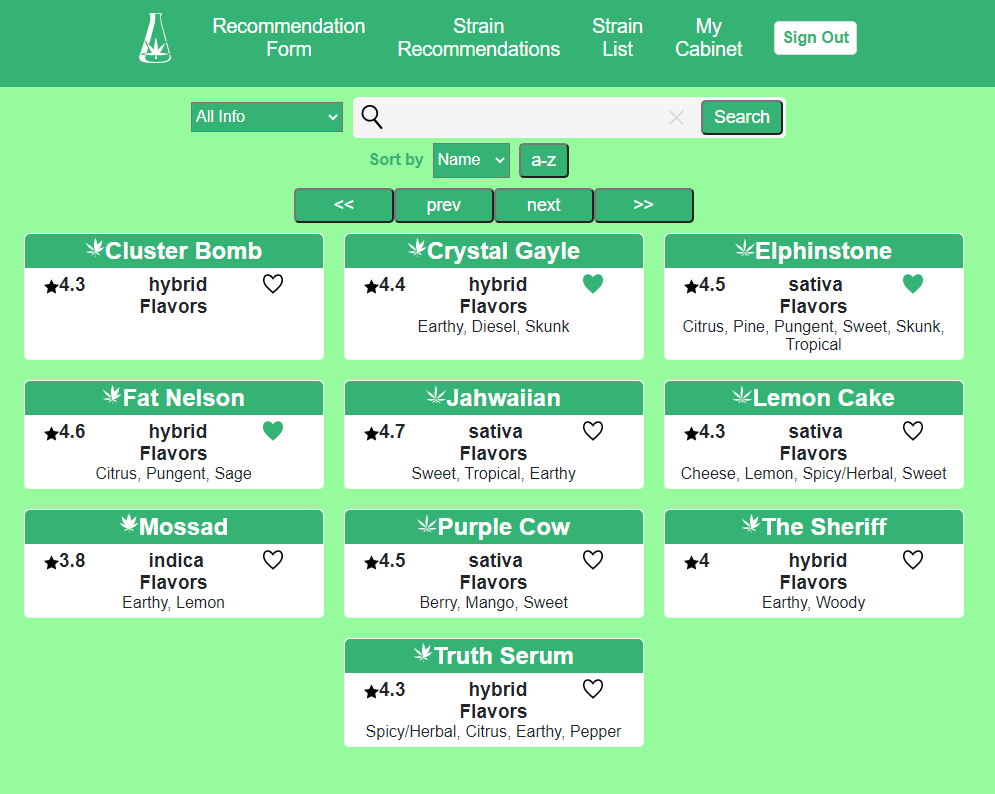 Recommendation Form
Strain Recommendations
Strain List
My Cabinet
Sign Out
All Info
Search
Sort by Name a-z
<< prev next >>
Cluster Bomb
4.3 hybrid
Flavors
Crystal Gayle
4.4 hybrid
Flavors
Earthy, Diesel, Skunk
Elphinstone
4.5 sativa
Flavors
Citrus, Pine, Pungent, Sweet, Skunk,
Tropical
Fat Nelson
4.6 hybrid
Flavors
Citrus, Pungent, Sage
Jahwaiian
4.7 sativa
Flavors
Sweet, Tropical, Earthy
Lemon Cake
4.3 sativa
Flavors
Cheese, Lemon, Spicy/Herbal, Sweet
Mossad
3.8 indica
Flavors
Earthy, Lemon
Purple Cow
4.5 sativa
Flavors
Berry, Mango, Sweet
The Sheriff
4 hybrid
Flavors
Earthy, Woody
Truth Serum
4.3 hybrid
Flavors
Spicy/Herbal, Citrus, Earthy, Pepper